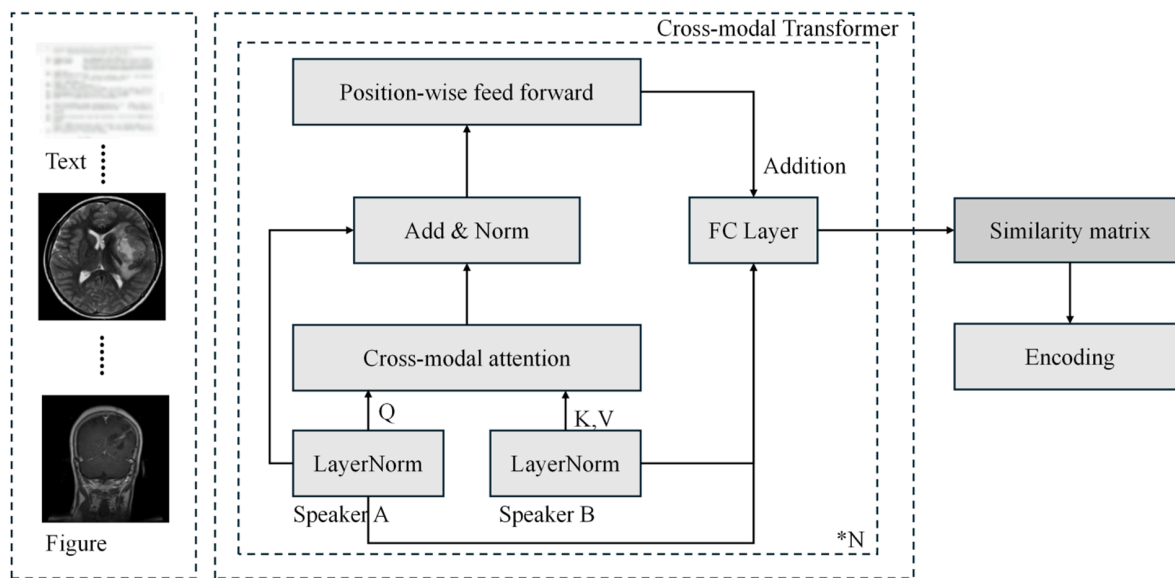 Cross-modal Transformer
Position-wise feed forward
Text
Addition
Add & Norm
FC Layer
Similarity matrix
Cross-modal attention
Encoding
Q
K,V
LayerNorm
LayerNorm
Speaker A
Speaker B
Figure
*N